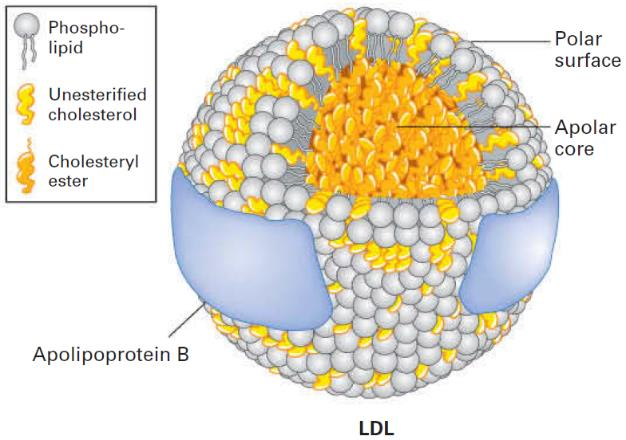 Phospho-
lipid
Unesterified
cholesterol
Cholesteryl
ester
Polar
surface
Apolar
core
Apolipoprotein B
LDL